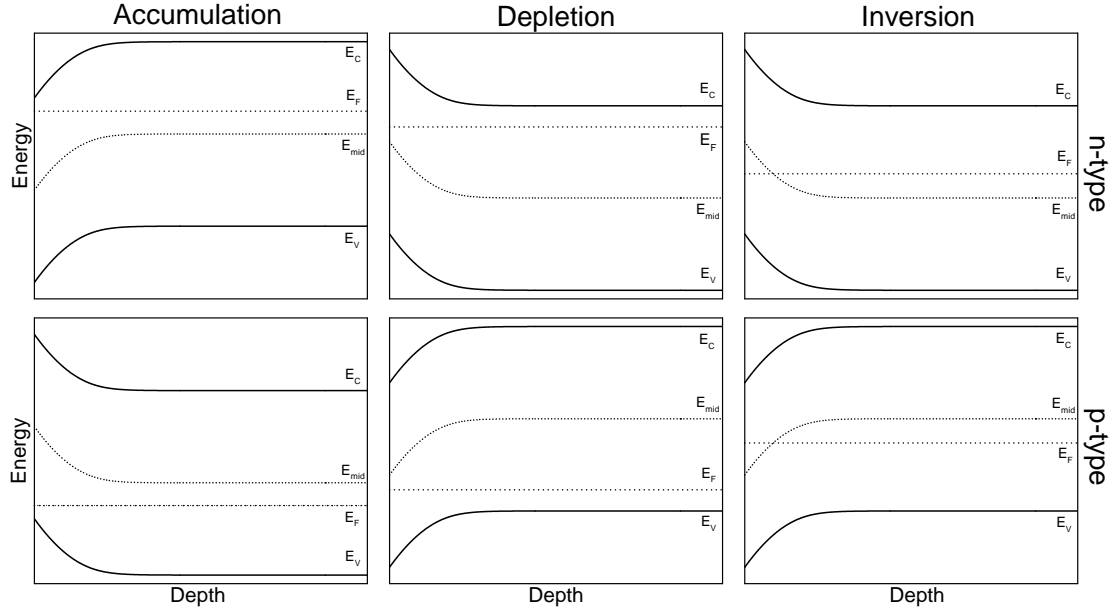 Accumulation
Depletion
Inversion
E_C
E_F
E_mid
E_V
Energy
E_C
E_F
E_mid
E_V
E_C
E_F
E_mid
E_V
n-type
E_C
E_mid
E_F
E_V
Energy
Depth
E_C
E_mid
E_F
E_V
Depth
E_C
E_mid
E_F
E_V
Depth
p-type